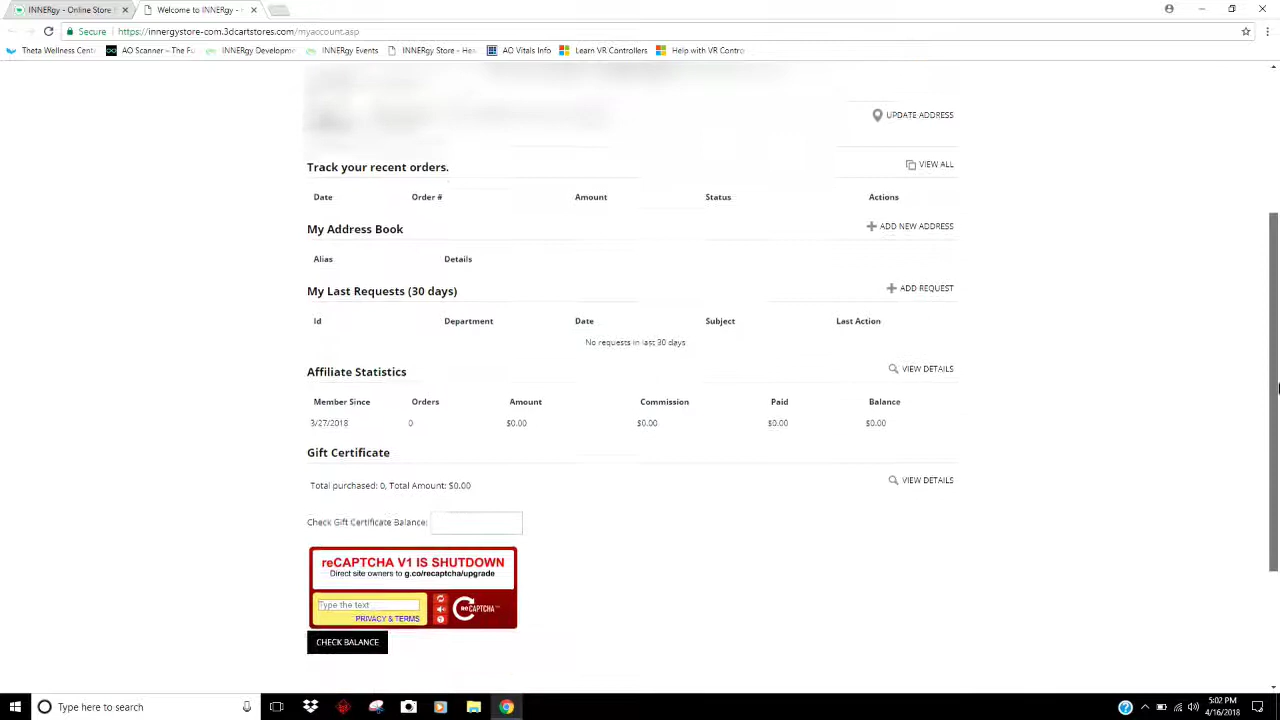 INNERgy - Online Store
Welcome to INNERgy -
Secure
https://innergystore-com.3dcartstores.com/myaccount.asp
Theta Wellness Cente
AO Scanner – The Fu
INNERgy Developme
INNERgy Events
INNERgy Store - Hea
AO Vitals Info
Learn VR Controllers
Help with VR Contro
UPDATE ADDRESS
Track your recent orders.
VIEW ALL
Date Order # Amount Status Actions
My Address Book
ADD NEW ADDRESS
Alias Details
My Last Requests (30 days)
ADD REQUEST
Id Department Date Subject Last Action
No requests in last 30 days
Affiliate Statistics
VIEW DETAILS
Member Since Orders Amount Commission Paid Balance
3/27/2018 0 $0.00 $0.00 $0.00 $0.00
Gift Certificate
Total purchased: 0, Total Amount: $0.00
VIEW DETAILS
Check Gift Certificate Balance:
reCAPTCHA V1 IS SHUTDOWN
Direct site owners to g.co/recaptcha/upgrade
Type the text
PRIVACY & TERMS
reCAPTCHA™
CHECK BALANCE
Type here to search
5:02 PM
4/16/2018